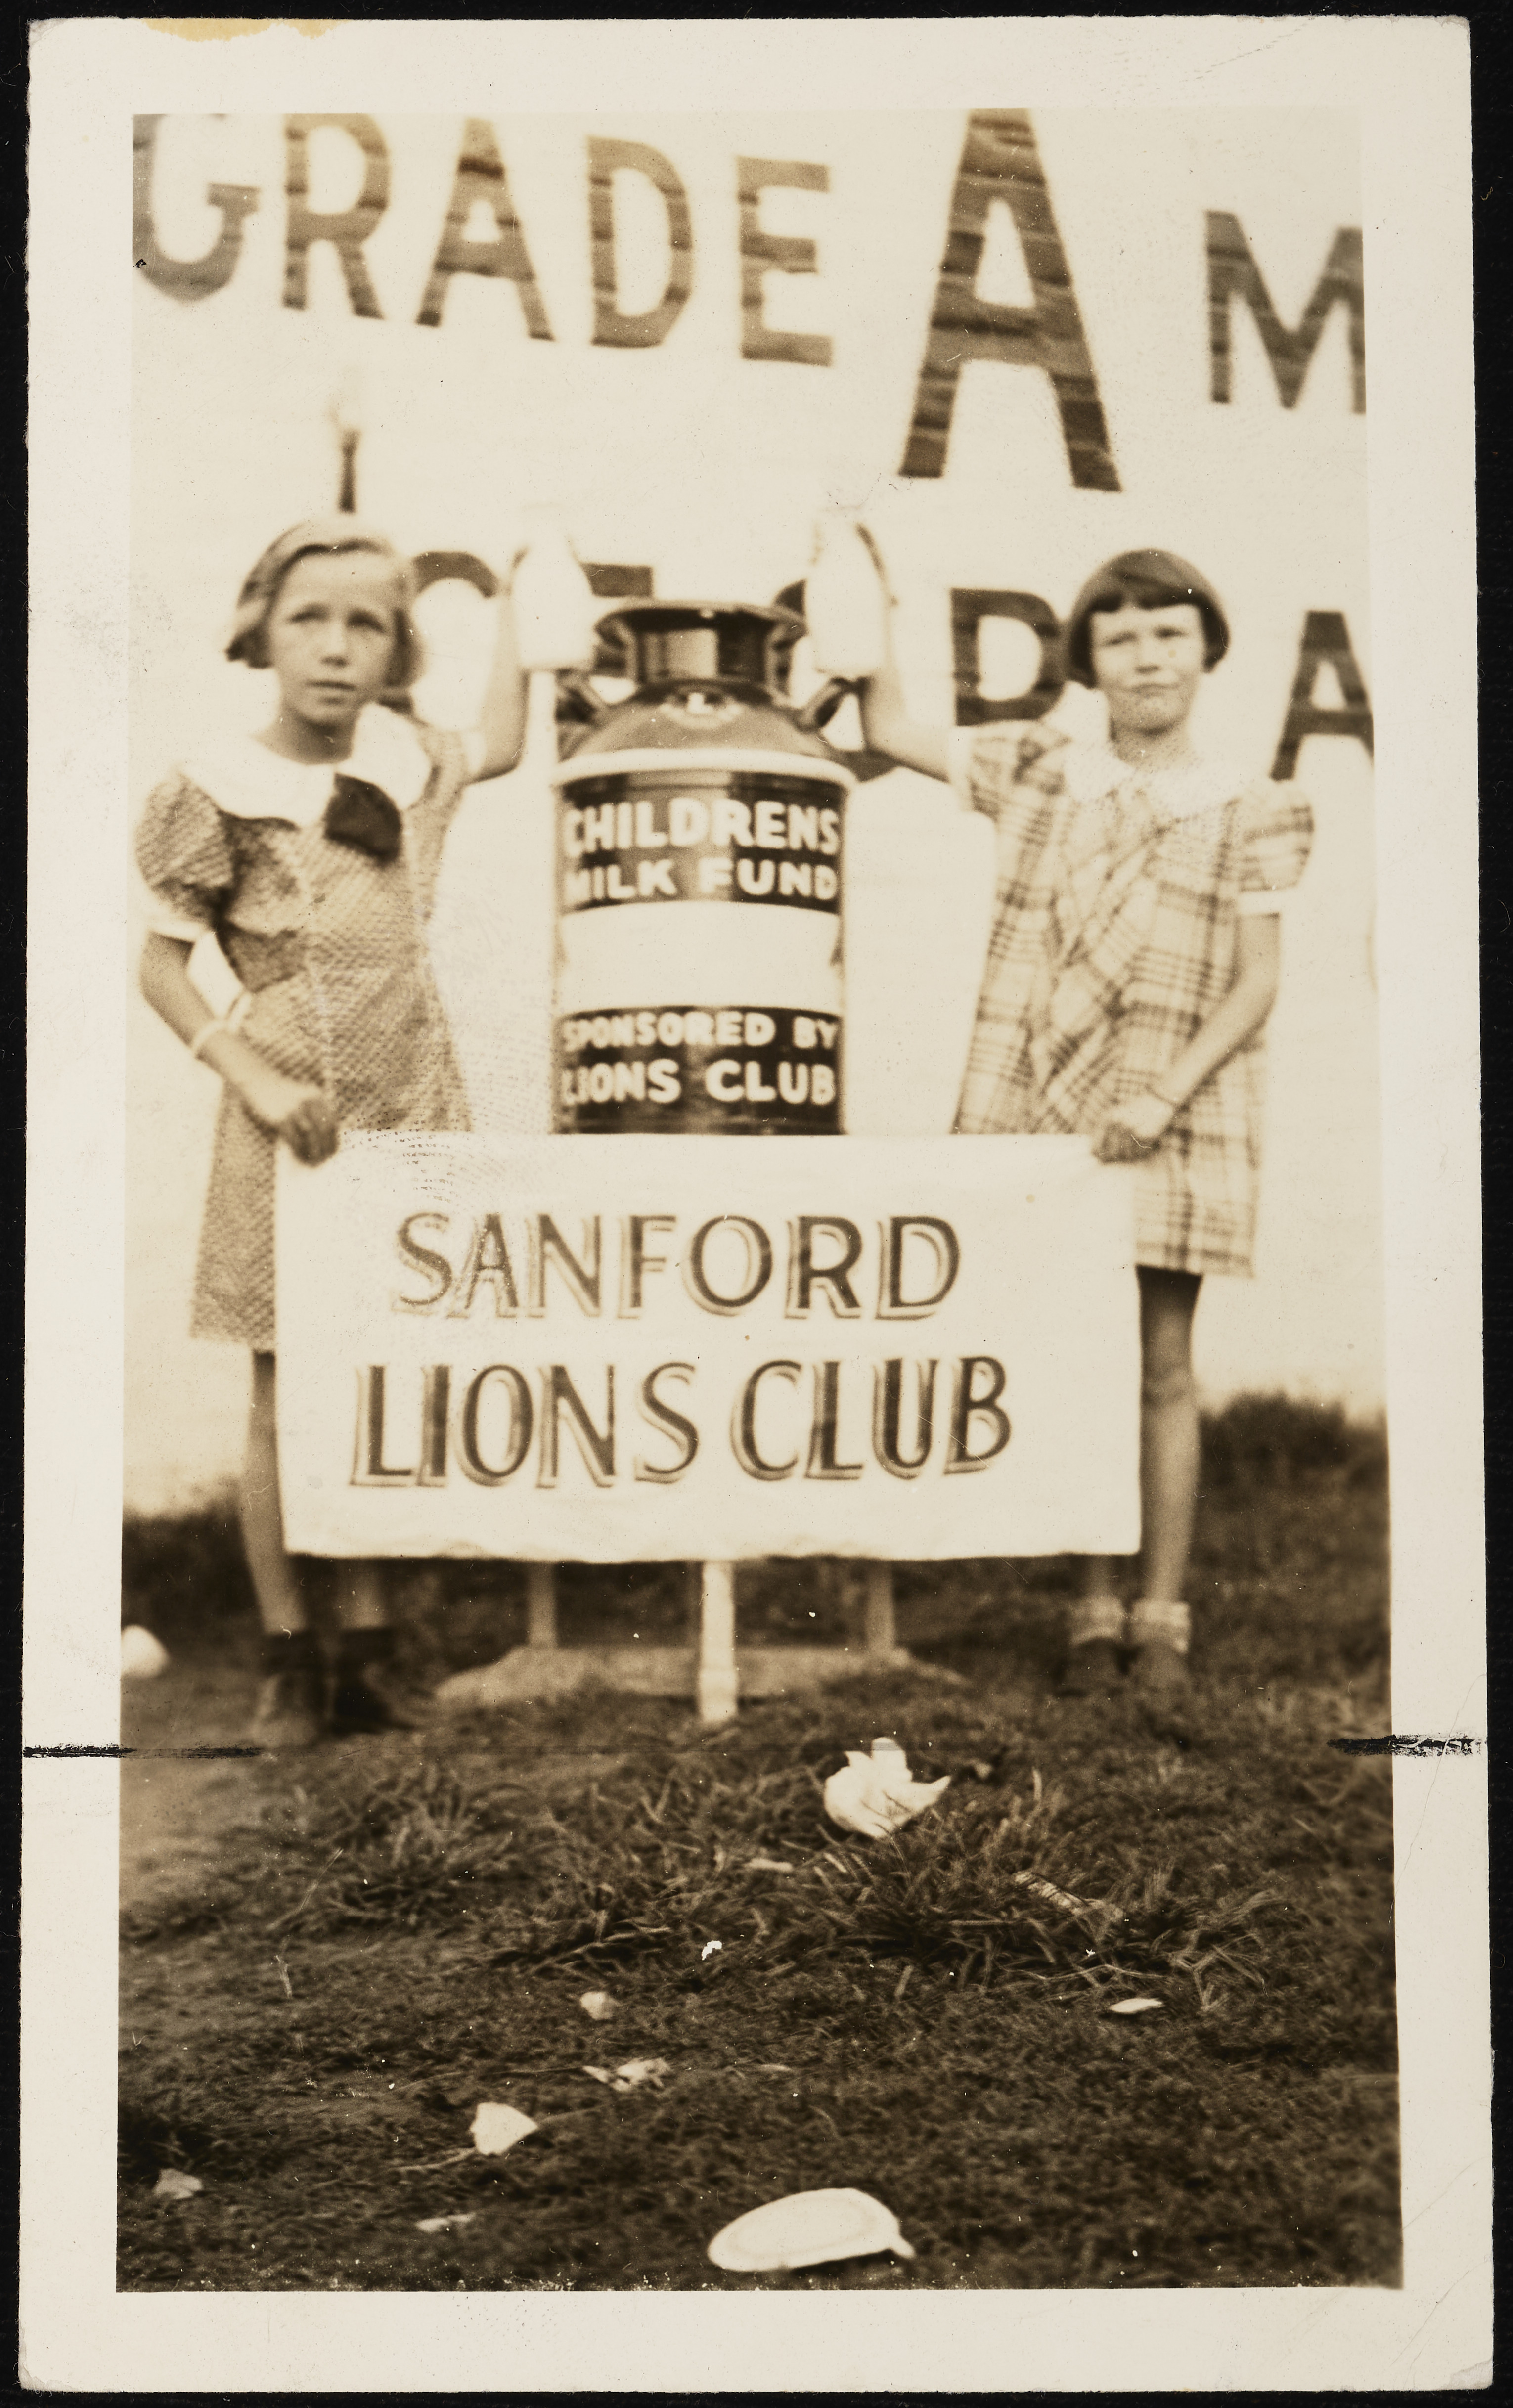 GRADE A M
CHILDRENS
MILK FUND
SPONSORED BY
LIONS CLUB
SANFORD
LIONS CLUB